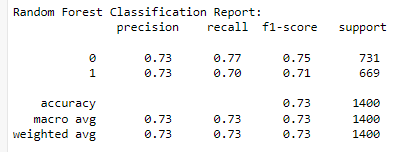 Random Forest Classification Report:
              precision    recall  f1-score   support

           0       0.73      0.77      0.75       731
           1       0.73      0.70      0.71       669

    accuracy                           0.73      1400
   macro avg       0.73      0.73      0.73      1400
weighted avg       0.73      0.73      0.73      1400